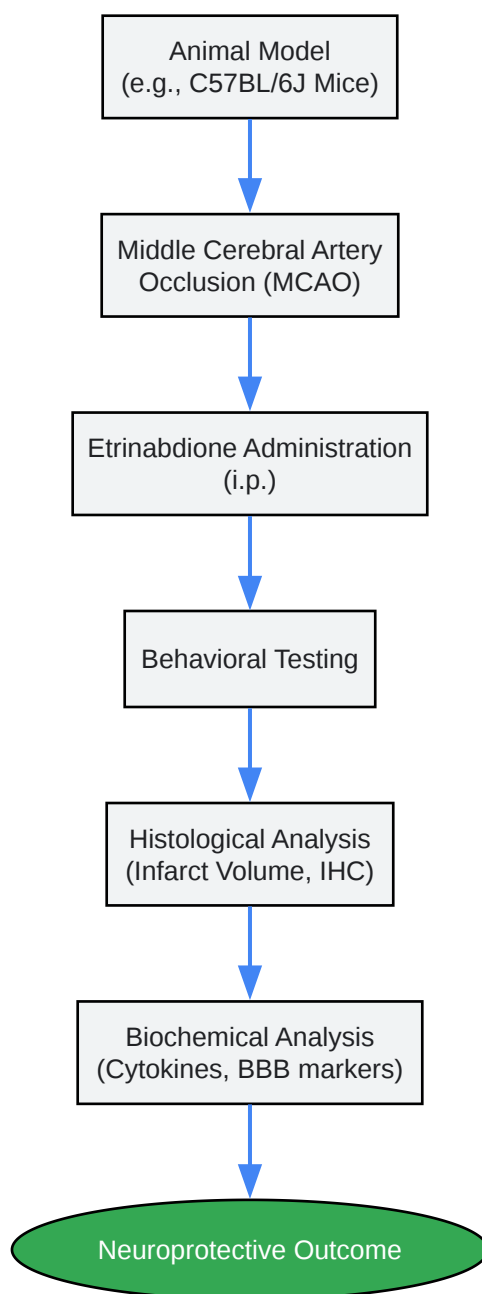 Animal Model
(e.g., C57BL/6J Mice)
Middle Cerebral Artery
Occlusion (MCAO)
Etrinabdione Administration
(i.p.)
Behavioral Testing
Histological Analysis
(Infarct Volume, IHC)
Biochemical Analysis
(Cytokines, BBB markers)
Neuroprotective Outcome